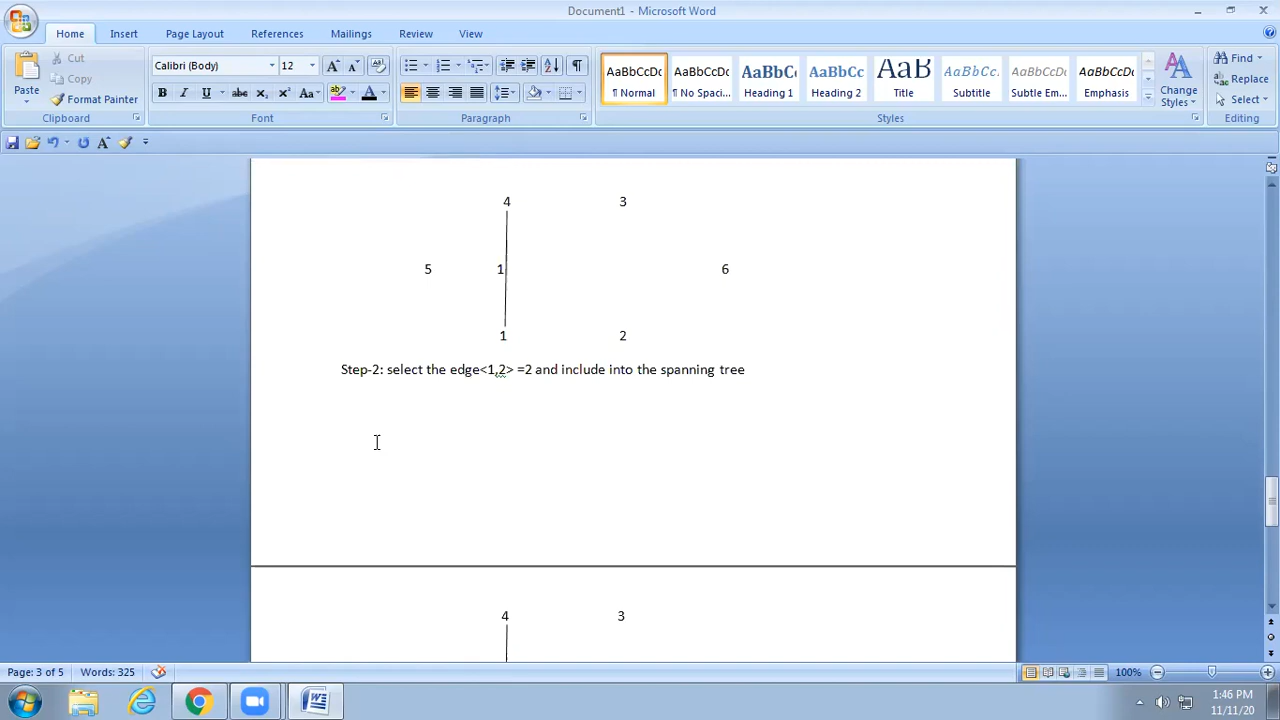 Document1 - Microsoft Word
Home Insert Page Layout References Mailings Review View
Paste
Cut
Copy
Format Painter
Clipboard
Calibri (Body) 12
B I U abc X₂ X² Aa
Font
Paragraph
AaBbCcDc AaBbCcDc AaBbCc AaBbCc AaB AaBbCc. AaBbCcDc AaBbCcDc
¶ Normal ¶ No Spaci... Heading 1 Heading 2 Title Subtitle Subtle Em... Emphasis
Change Styles
Styles
Find
Replace
Select
Editing
4 3
5 1 6
1 2
Step-2: select the edge<1,2> =2 and include into the spanning tree
4 3
Page: 3 of 5 Words: 325 100%
1:46 PM
11/11/20